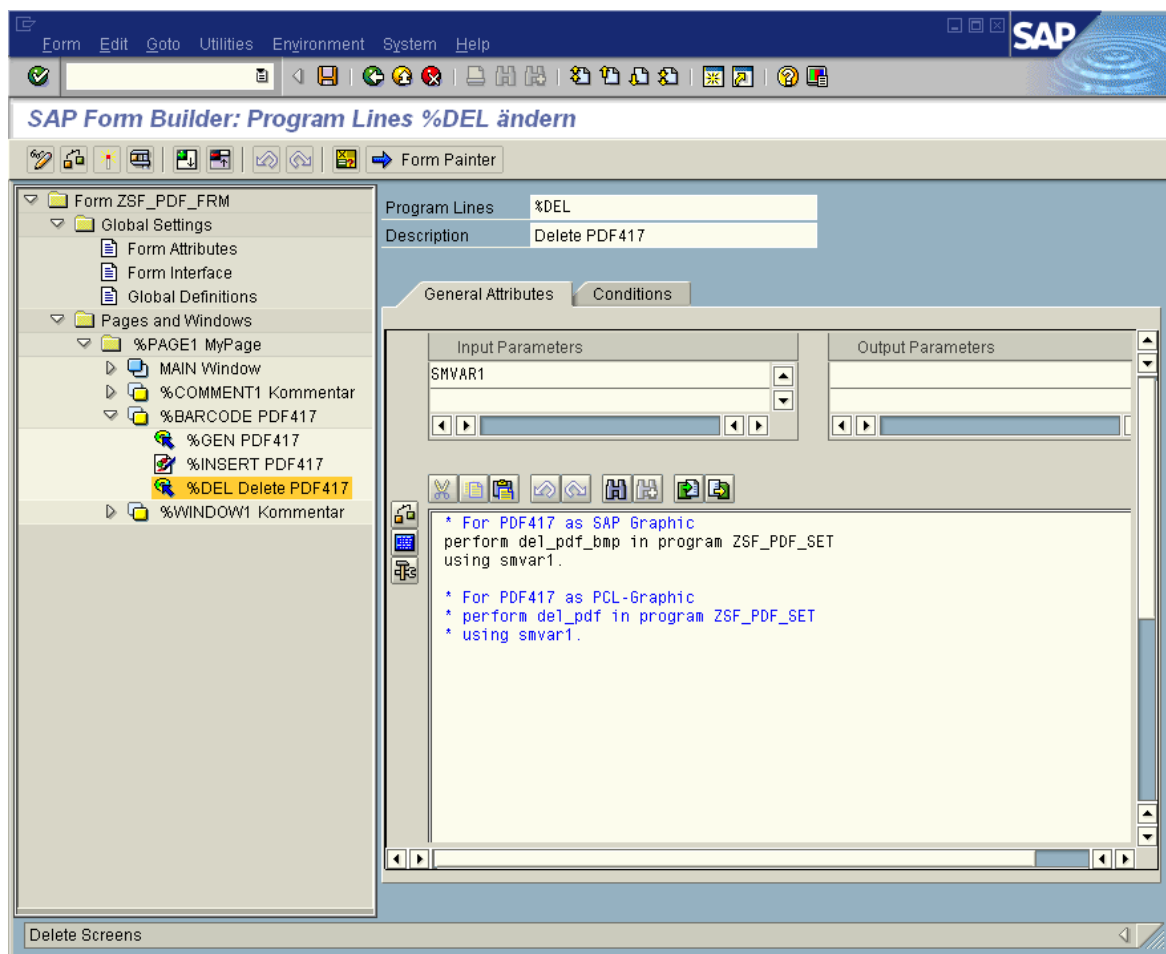 Form Edit Goto Utilities Environment System Help
SAP
SAP Form Builder: Program Lines %DEL ändern
Form Painter
Form ZSF_PDF_FRM
Global Settings
Form Attributes
Form Interface
Global Definitions
Pages and Windows
%PAGE1 MyPage
MAIN Window
%COMMENT1 Kommentar
%BARCODE PDF417
%GEN PDF417
%INSERT PDF417
%DEL Delete PDF417
%WINDOW1 Kommentar
Program Lines %DEL
Description Delete PDF417
General Attributes Conditions
Input Parameters Output Parameters
SMVAR1
* For PDF417 as SAP Graphic
perform del_pdf_bmp in program ZSF_PDF_SET
using smvar1.
* For PDF417 as PCL-Graphic
* perform del_pdf in program ZSF_PDF_SET
* using smvar1.
Delete Screens